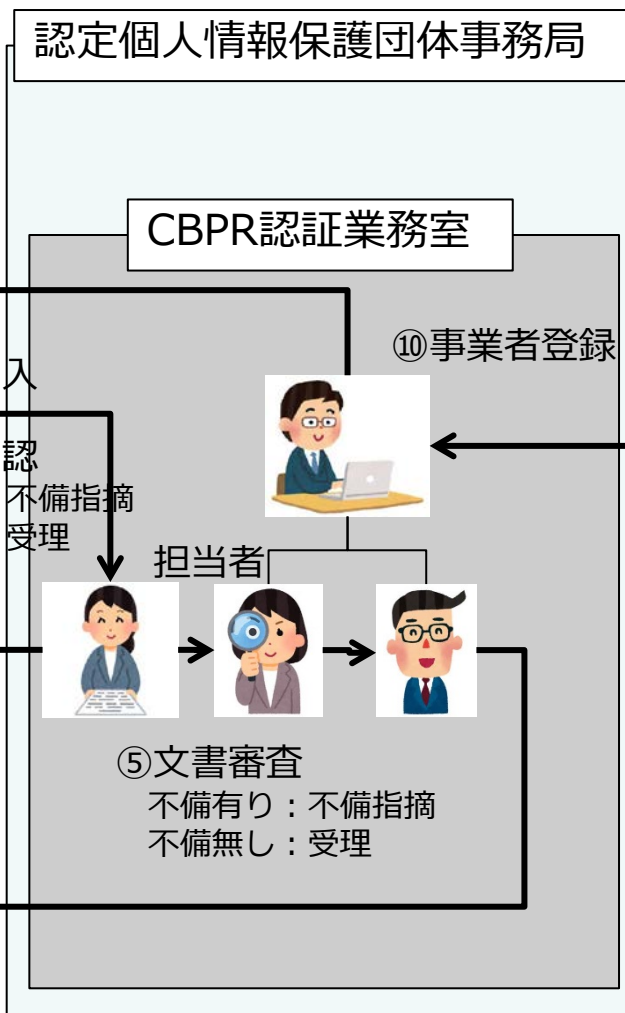 認定個人情報保護団体事務局
CBPR認証業務室
⑩事業者登録
入
認
不備指摘
受理
担当者
⑤文書審査
不備有り：不備指摘
不備無し：受理